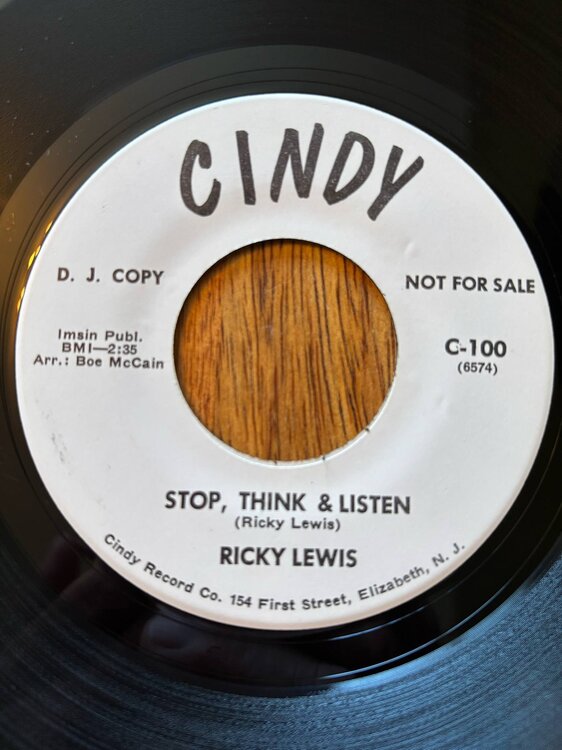 CINDY
D. J. COPY
NOT FOR SALE
Imsin Publ.
BMI—2:35
Arr.: Boe McCain
C-100
(6574)
STOP, THINK & LISTEN
(Ricky Lewis)
RICKY LEWIS
Cindy Record Co. 154 First Street, Elizabeth, N. J.